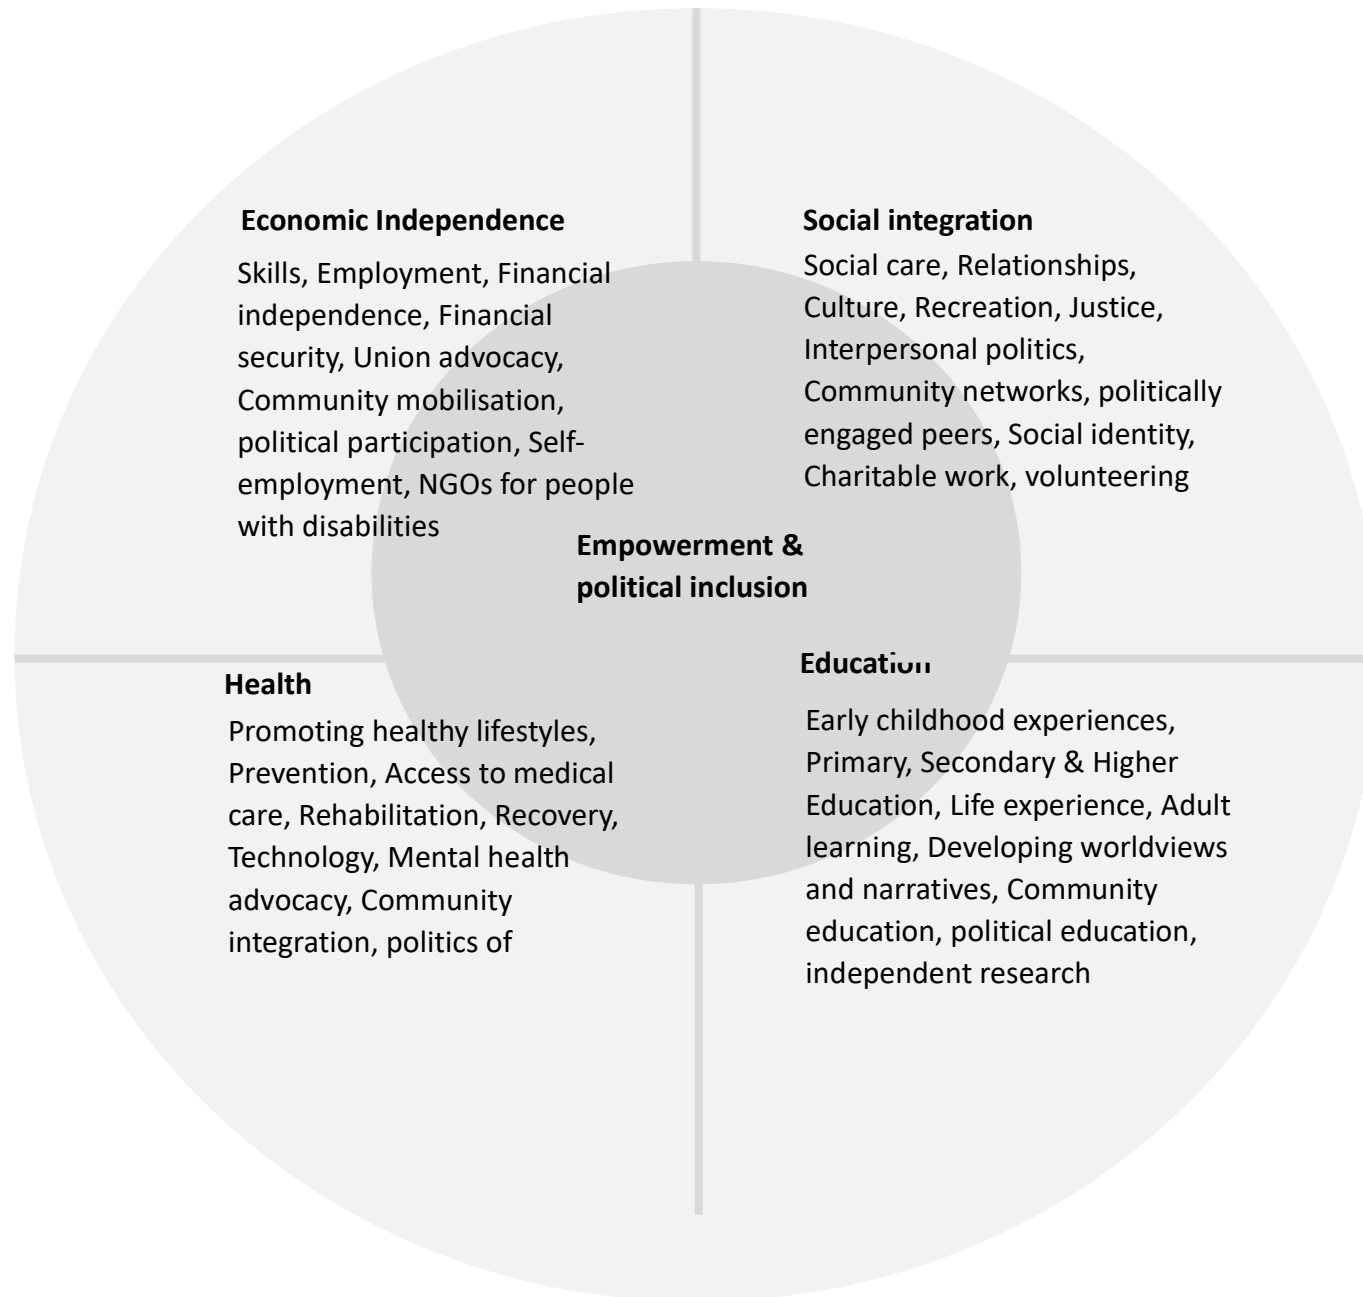 Economic Independence
Skills, Employment, Financial
independence, Financial
security, Union advocacy,
Community mobilisation,
political participation, Self-
employment, NGOs for people
with disabilities
Social integration
Social care, Relationships,
Culture, Recreation, Justice,
Interpersonal politics,
Community networks, politically
engaged peers, Social identity,
Charitable work, volunteering
Empowerment &
political inclusion
Health
Promoting healthy lifestyles,
Prevention, Access to medical
care, Rehabilitation, Recovery,
Technology, Mental health
advocacy, Community
integration, politics of
Education
Early childhood experiences,
Primary, Secondary & Higher
Education, Life experience, Adult
learning, Developing worldviews
and narratives, Community
education, political education,
independent research